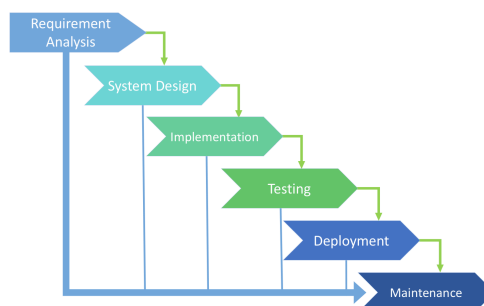 Requirement
Analysis
System Design
Implementation
Testing
Deployment
Maintenance